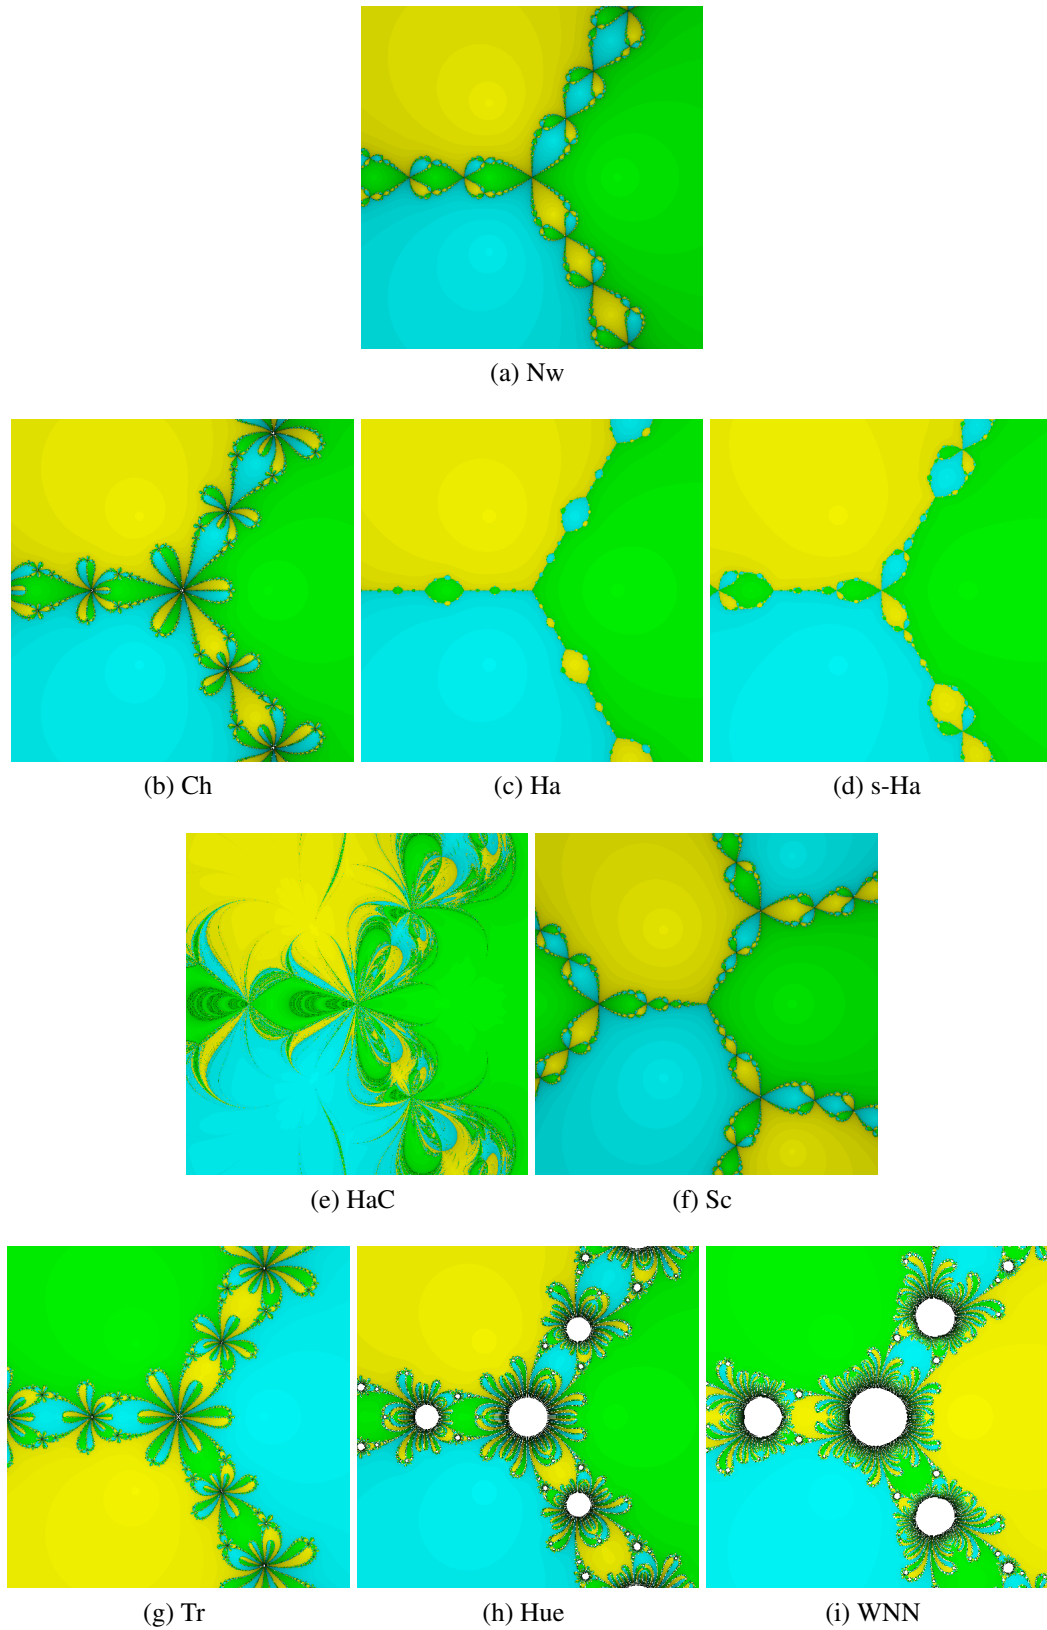 (a) Nw
(b) Ch
(c) Ha
(d) s-Ha
(e) HaC
(f) Sc
(g) Tr
(h) Hue
(i) WNN